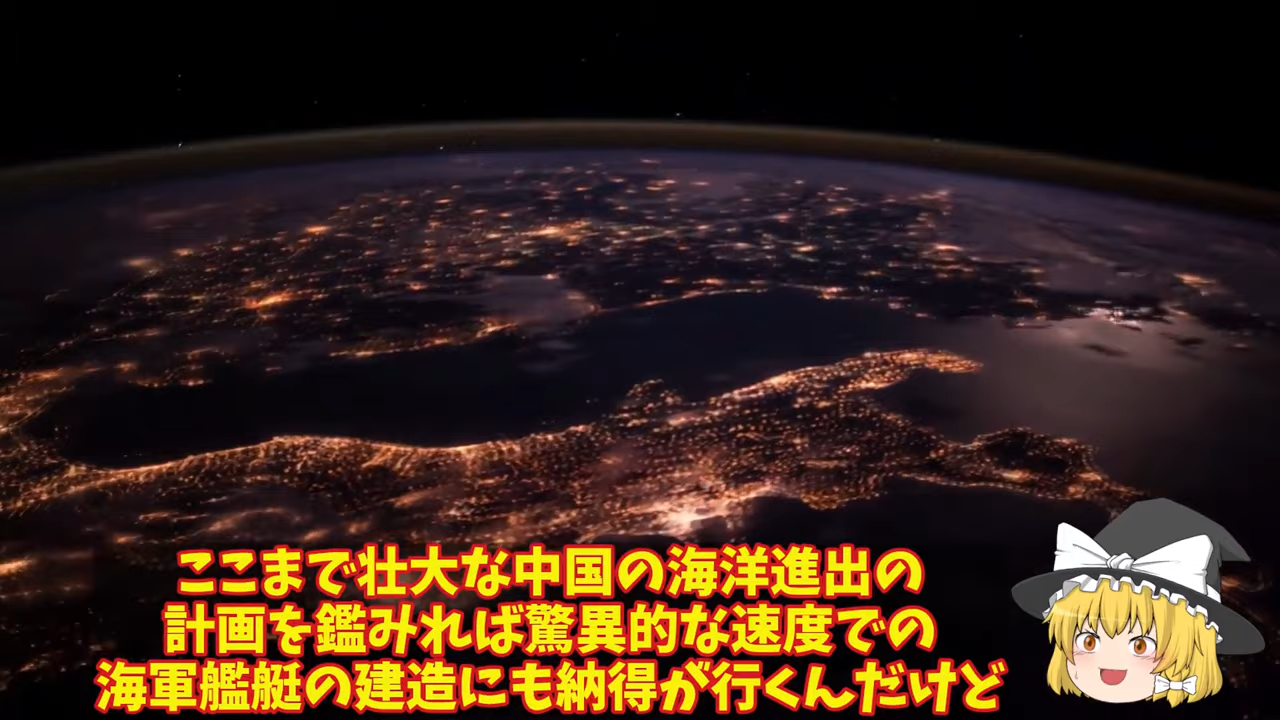 ここまで壮大な中国の海洋進出の
計画を鑑みれば驚異的な速度での
海軍艦艇の建造にも納得が行くんだけど